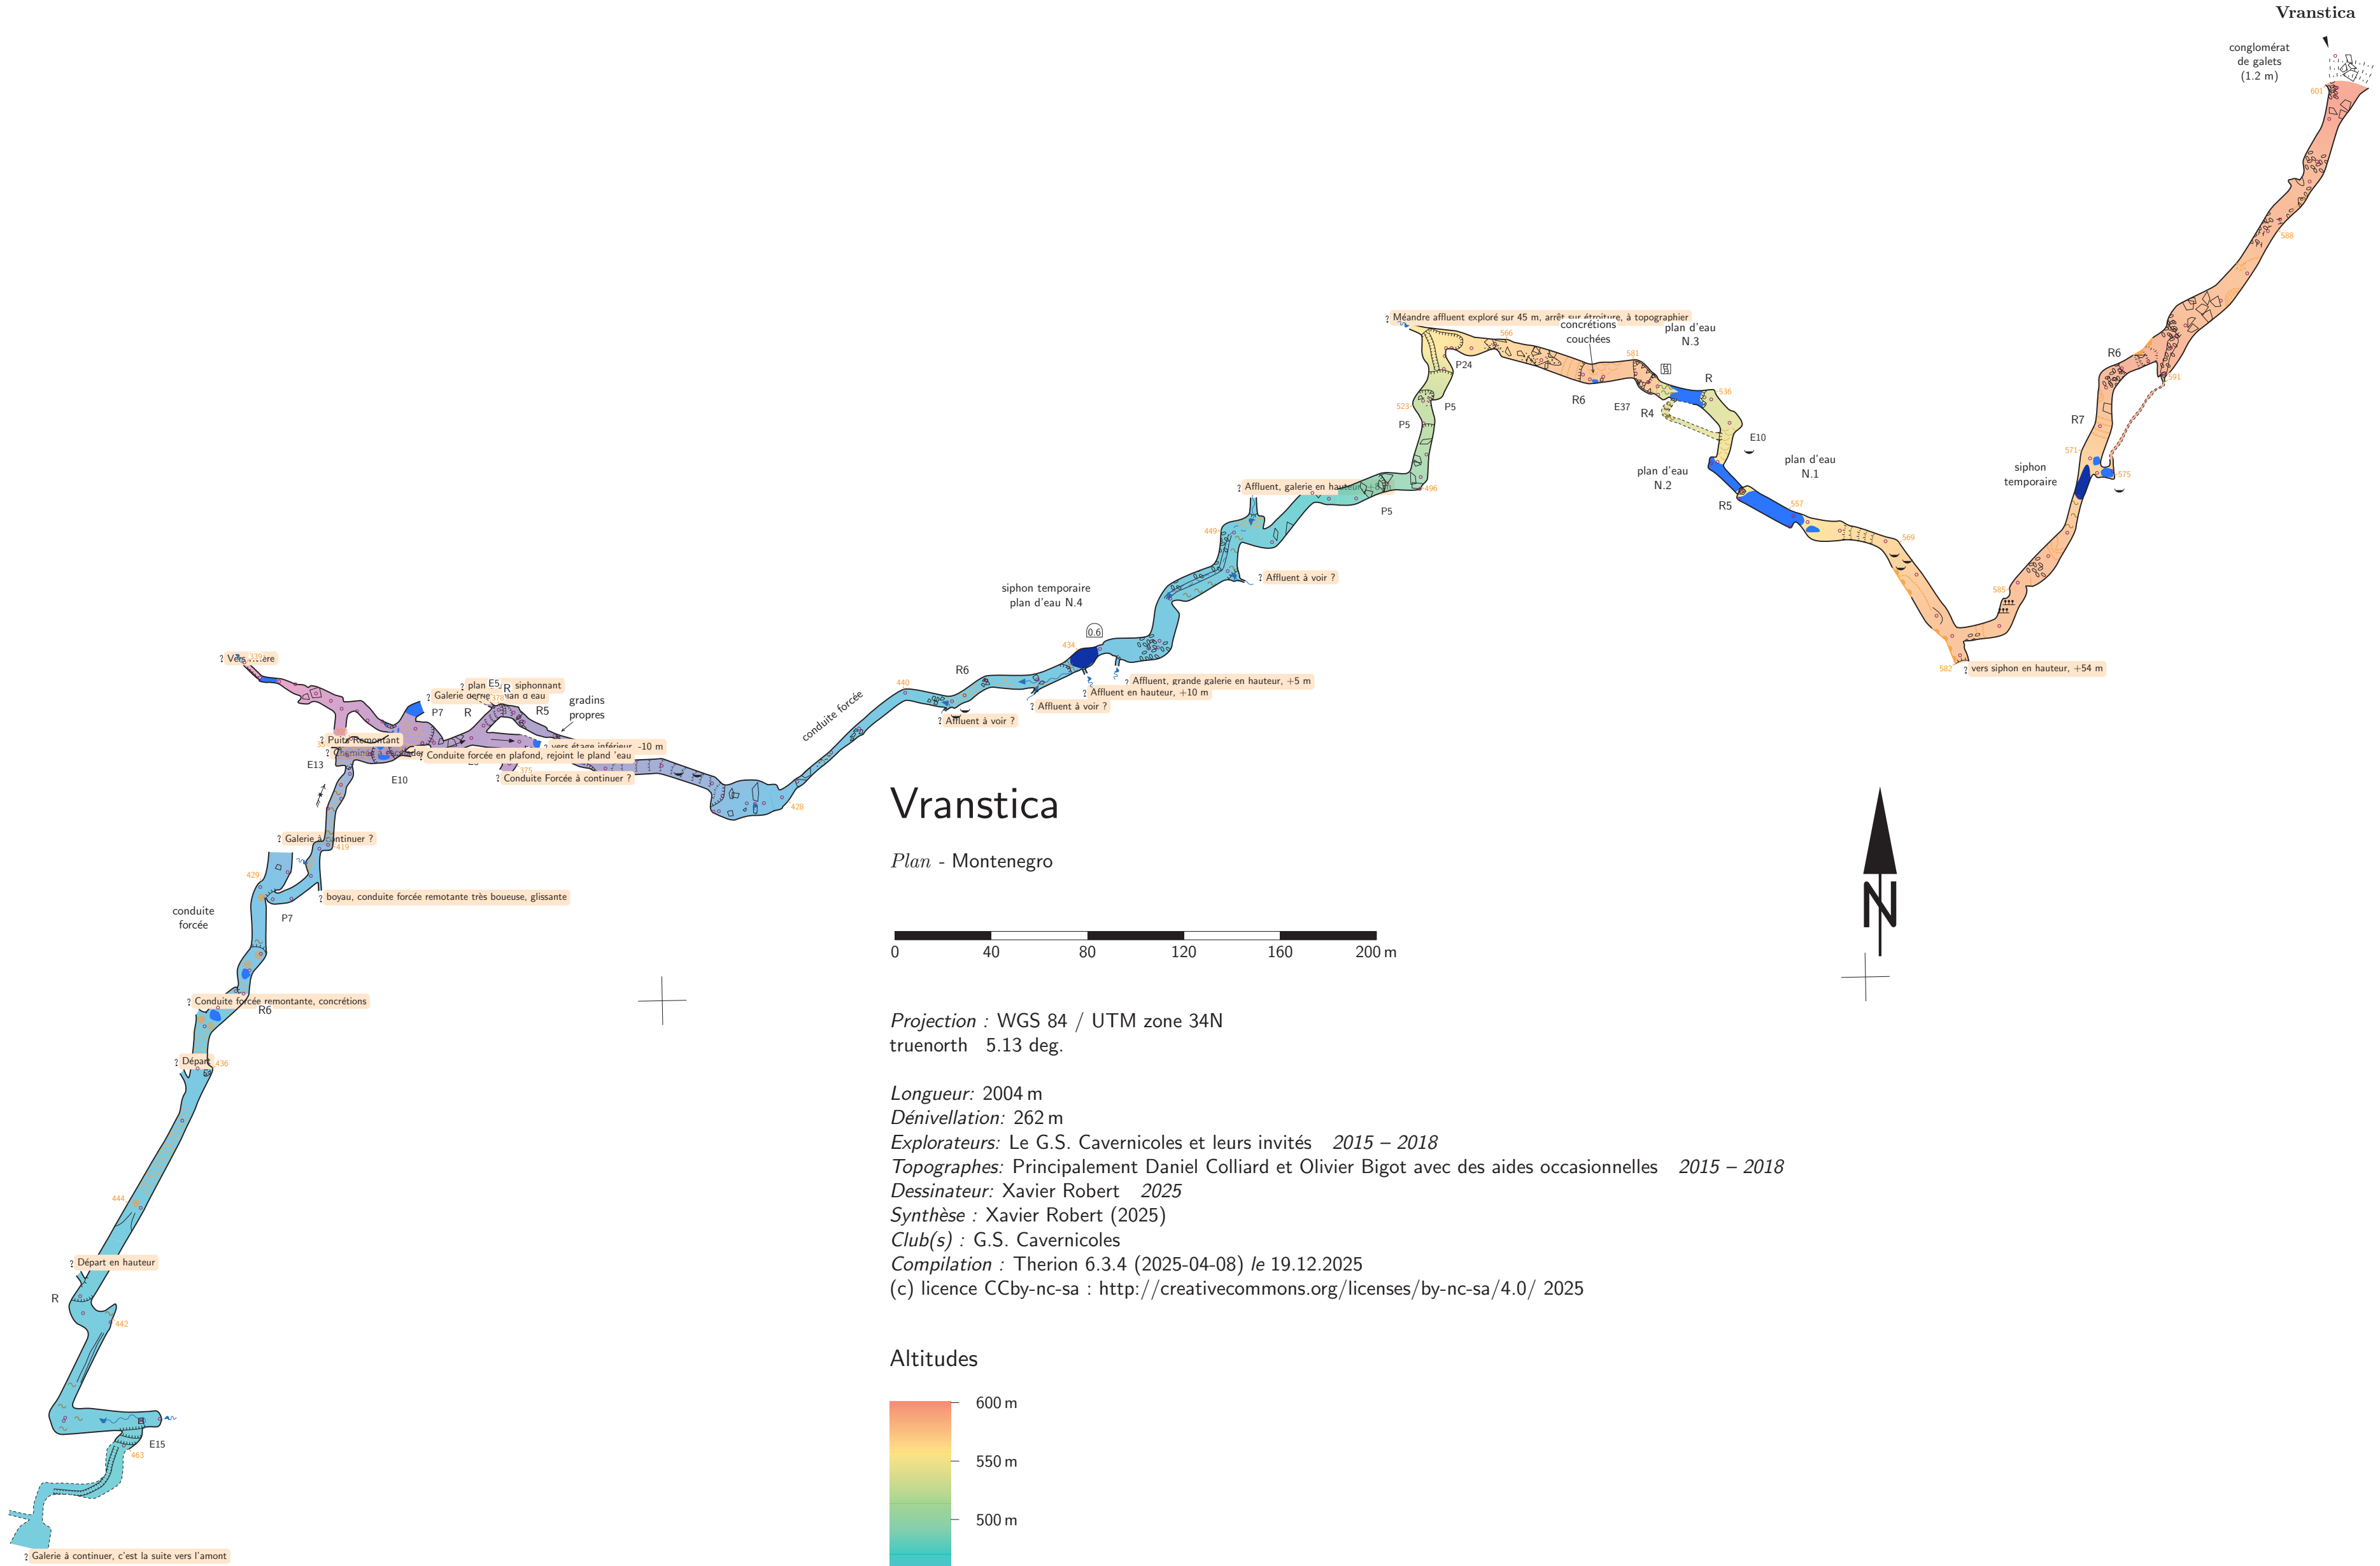 Vranstica
conglomérat
de galets
(1.2 m)
601
588
R6
591
R7
571
575
siphon
temporaire
585
582
? vers siphon en hauteur, +54 m
569
557
plan d'eau
N.1
R5
plan d'eau
N.2
E10
536
R
plan d'eau
N.3
R4
E37
581
concrétions
couchées
R6
566
? Méandre affluent exploré sur 45 m, arrêt sur étroiture, à topographier
P24
P5
523
P5
496
P5
? Affluent, galerie en hauteur,
449
? Affluent à voir ?
siphon temporaire
plan d'eau N.4
0.6
434
? Affluent, grande galerie en hauteur, +5 m
? Affluent en hauteur, +10 m
? Affluent à voir ?
R6
440
? Affluent à voir ?
conduite forcée
428
gradins
propres
R5
E5
R
378
? plan siphonnant
? Galerie plan d'eau
P7
R
? vers étage inférieur, -10 m
? Conduite forcée en plafond, rejoint le pland 'eau
375
? Conduite Forcée à continuer ?
339
? Puits Remontant
E13
E10
? Galerie à continuer ?
419
429
? boyau, conduite forcée remotante très boueuse, glissante
P7
conduite
forcée
? Conduite forcée remontante, concrétions
R6
? Départ
436
444
? Départ en hauteur
R
442
E15
463
? Galerie à continuer, c'est la suite vers l'amont
Vranstica
Plan - Montenegro
0 40 80 120 160 200 m
N
Projection : WGS 84 / UTM zone 34N
truenorth 5.13 deg.
Longueur: 2004 m
Dénivellation: 262 m
Explorateurs: Le G.S. Cavernicoles et leurs invités 2015 – 2018
Topographes: Principalement Daniel Colliard et Olivier Bigot avec des aides occasionnelles 2015 – 2018
Dessinateur: Xavier Robert 2025
Synthèse : Xavier Robert (2025)
Club(s) : G.S. Cavernicoles
Compilation : Therion 6.3.4 (2025-04-08) le 19.12.2025
(c) licence CCby-nc-sa : http://creativecommons.org/licenses/by-nc-sa/4.0/ 2025
Altitudes
600 m
550 m
500 m